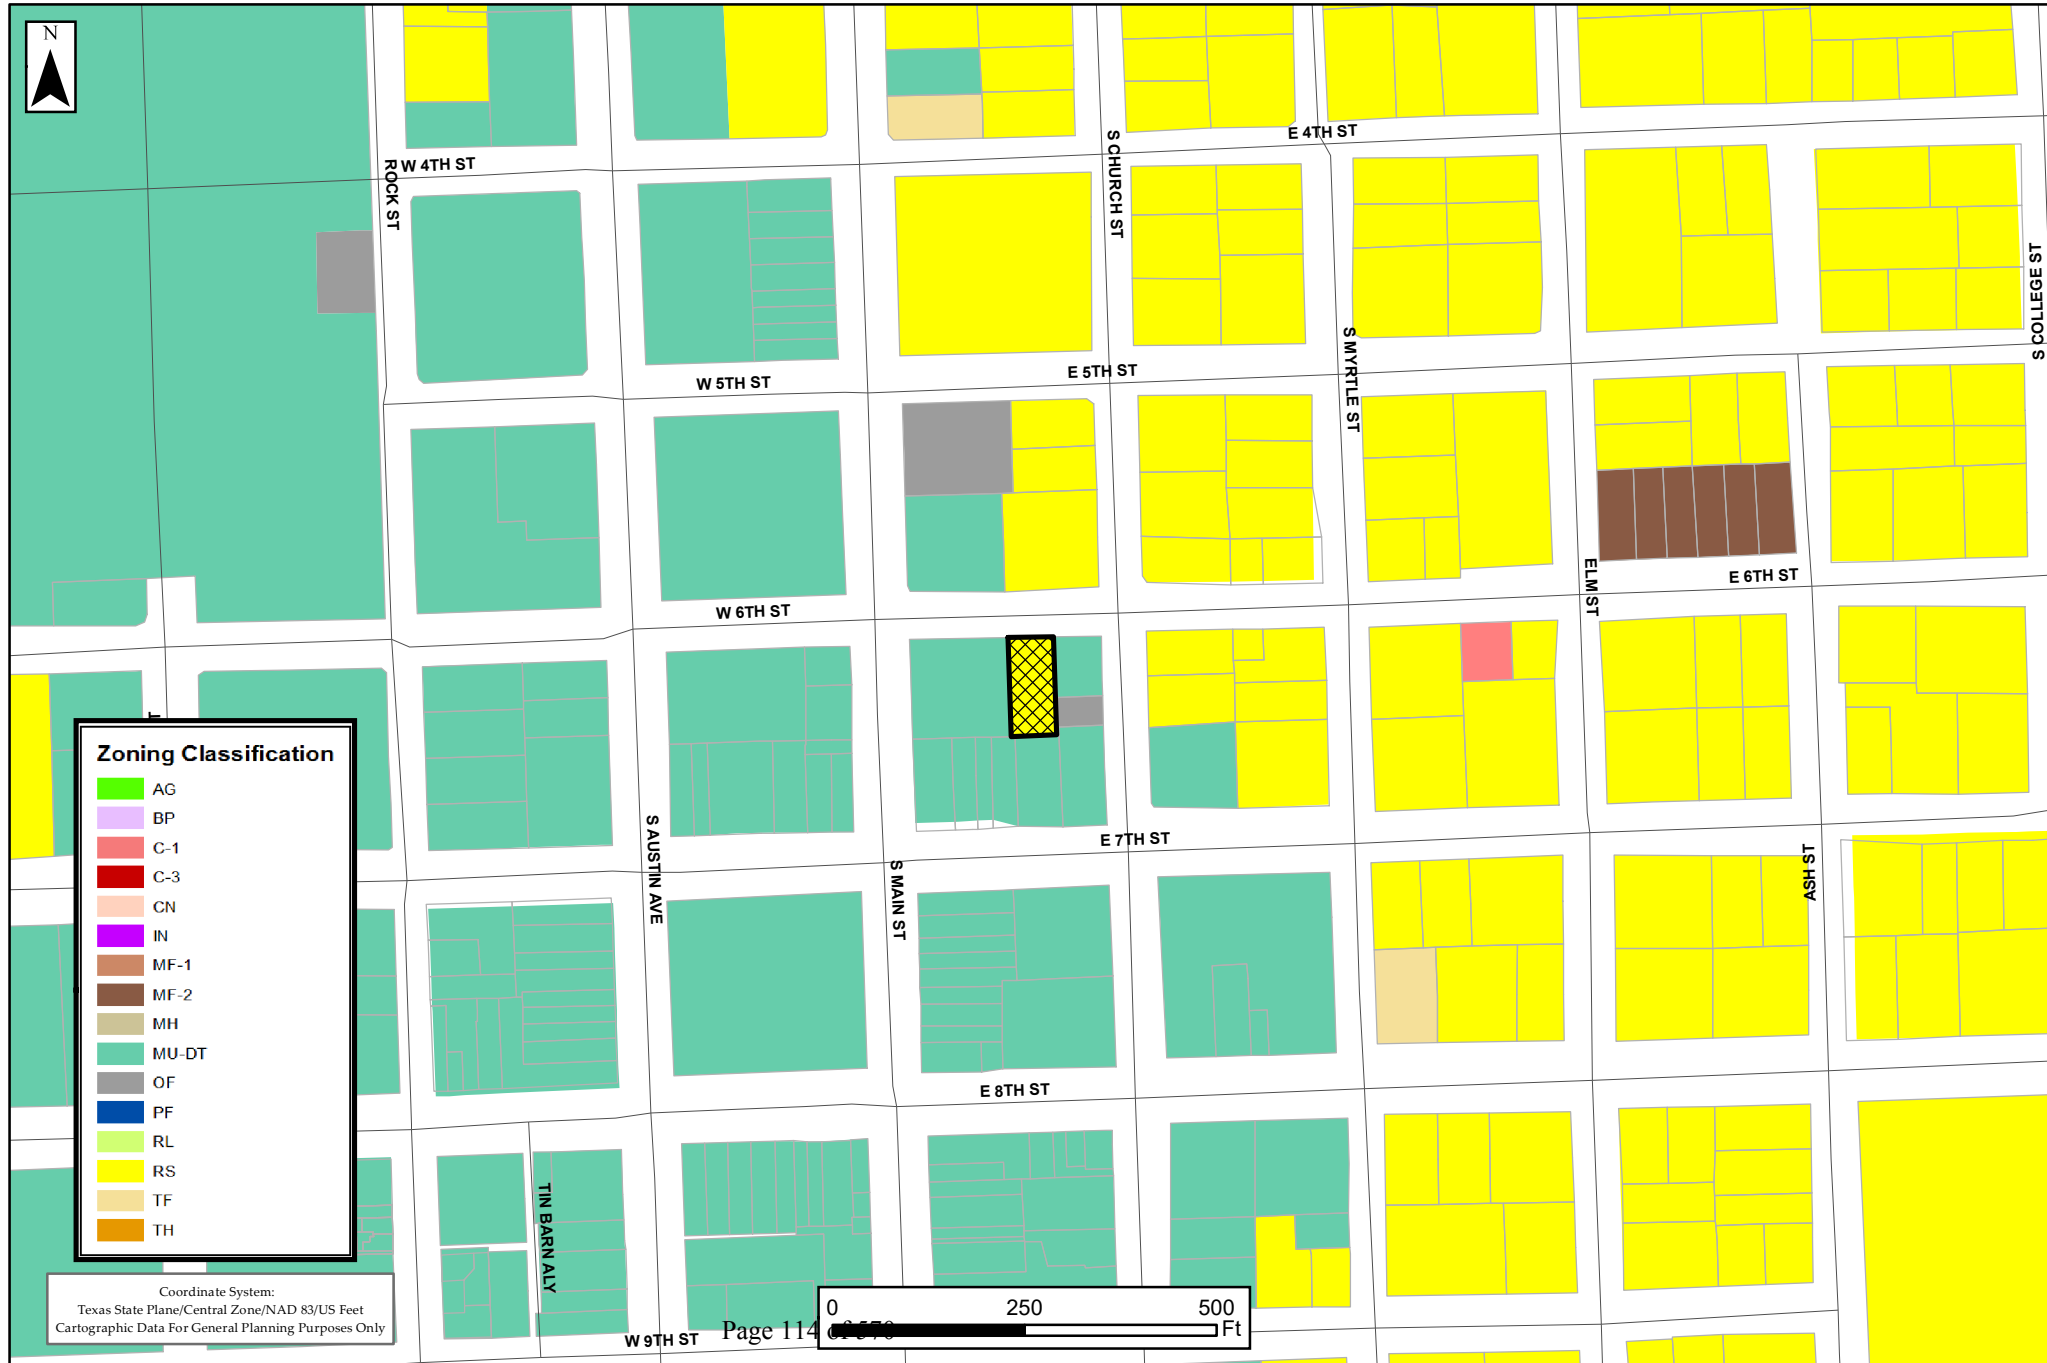 N
E 4TH ST
W 4TH ST
ROCK ST
S CHURCH ST
S COLLEGE ST
S MYRTLE ST
E 5TH ST
W 5TH ST
ELM ST
E 6TH ST
W 6TH ST
T
Zoning Classification
AG
BP
C-1
C-3
CN
IN
MF-1
MF-2
MH
MU-DT
OF
PF
RL
RS
TF
TH
S AUSTIN AVE
S MAIN ST
E 7TH ST
ASH ST
E 8TH ST
TIN BARN ALY
Coordinate System:
Texas State Plane/Central Zone/NAD 83/US Feet
Cartographic Data For General Planning Purposes Only
W 9TH ST
Page 114 of 570
0 250 500
Ft